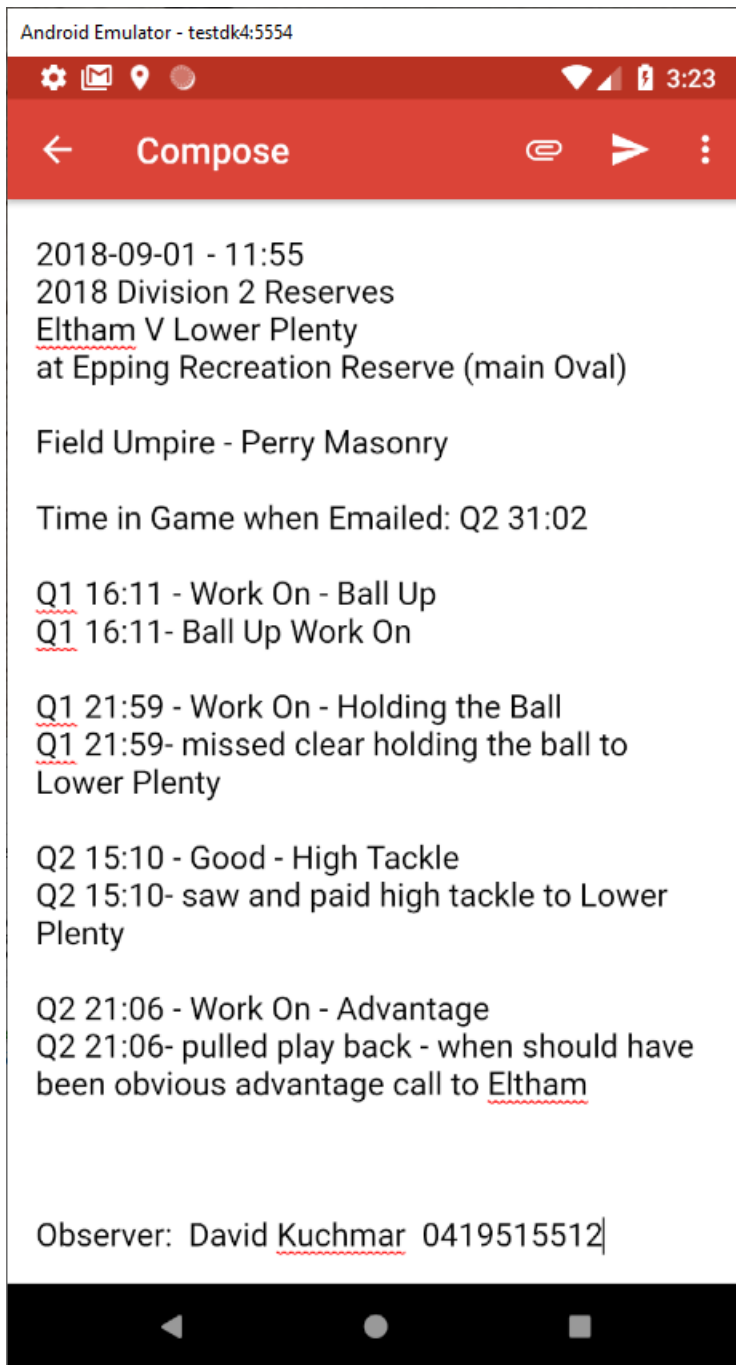 Android Emulator - testdk4:5554
3:23
Compose
2018-09-01 - 11:55
2018 Division 2 Reserves
Eltham V Lower Plenty
at Epping Recreation Reserve (main Oval)
Field Umpire - Perry Masonry
Time in Game when Emailed: Q2 31:02
Q1 16:11 - Work On - Ball Up
Q1 16:11- Ball Up Work On
Q1 21:59 - Work On - Holding the Ball
Q1 21:59- missed clear holding the ball to
Lower Plenty
Q2 15:10 - Good - High Tackle
Q2 15:10- saw and paid high tackle to Lower
Plenty
Q2 21:06 - Work On - Advantage
Q2 21:06- pulled play back - when should have
been obvious advantage call to Eltham
Observer:  David Kuchmar  0419515512